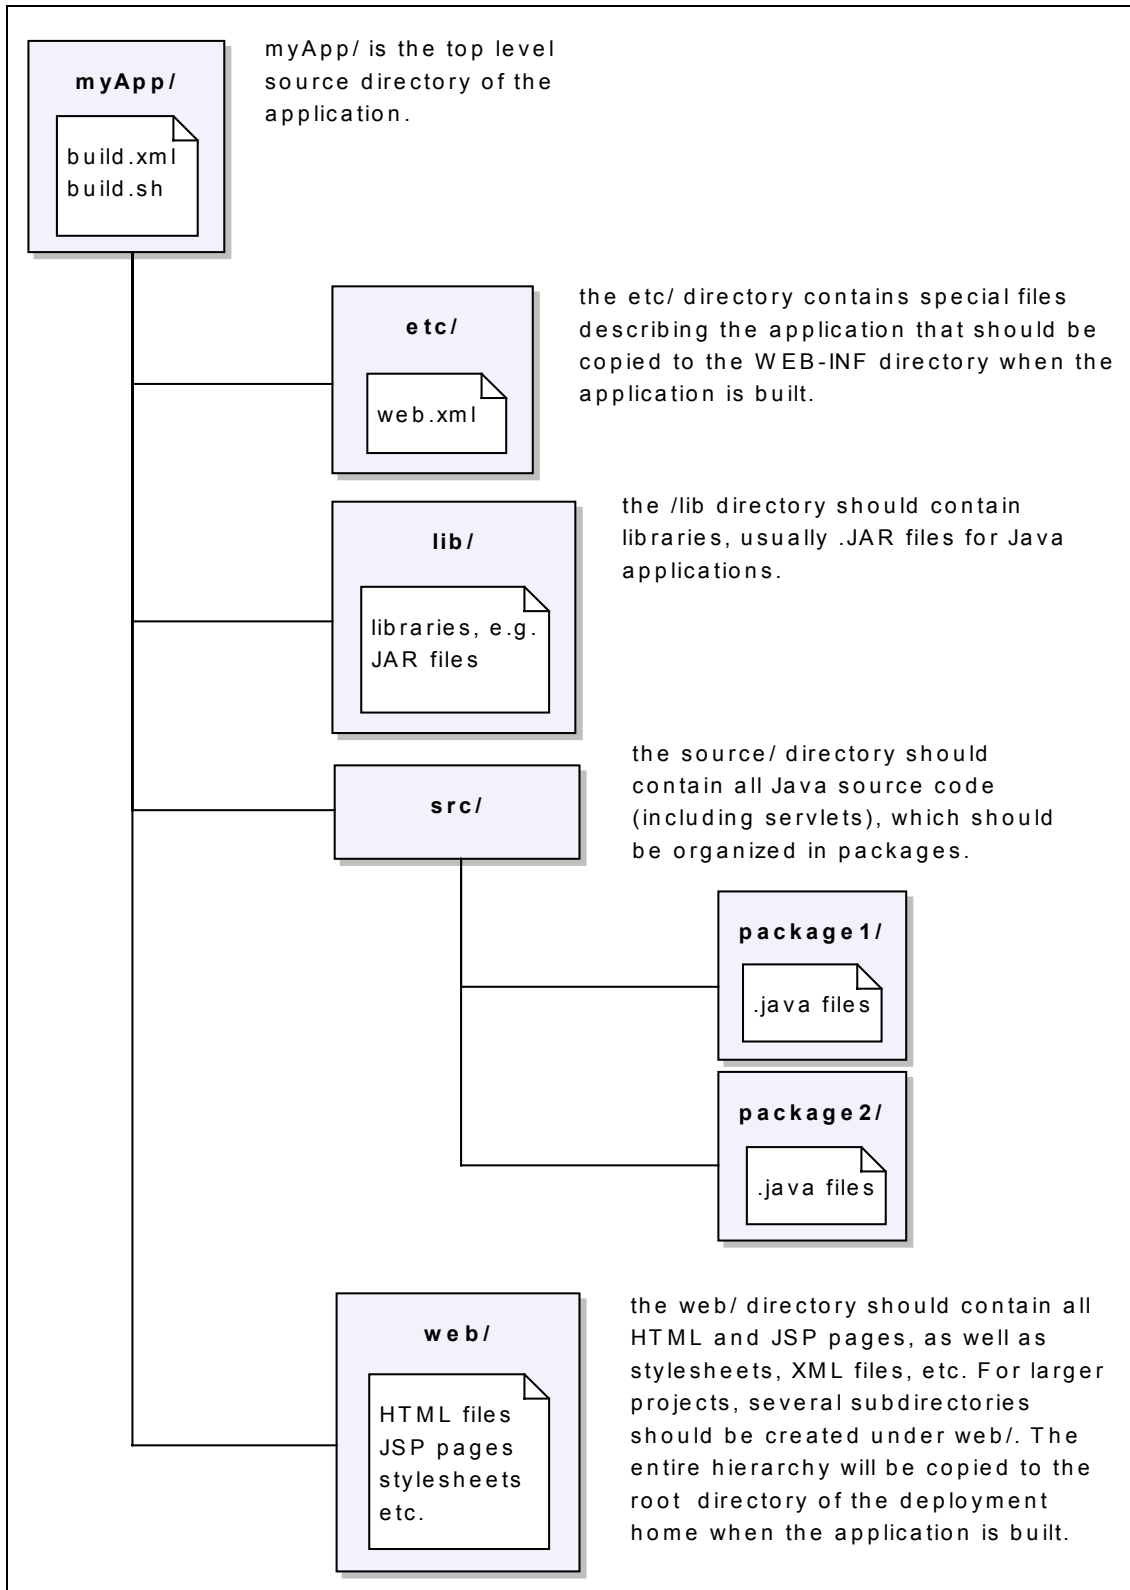 myApp/
build.xml
build.sh
myApp/ is the top level
source directory of the
application.
etc/
web.xml
the etc/ directory contains special files
describing the application that should be
copied to the WEB-INF directory when the
application is built.
lib/
libraries, e.g.
JAR files
the /lib directory should contain
libraries, usually .JAR files for Java
applications.
src/
the source/ directory should
contain all Java source code
(including servlets), which should
be organized in packages.
package1/
.java files
package2/
.java files
web/
HTML files
JSP pages
stylesheets
etc.
the web/ directory should contain all
HTML and JSP pages, as well as
stylesheets, XML files, etc. For larger
projects, several subdirectories
should be created under web/. The
entire hierarchy will be copied to the
root directory of the deployment
home when the application is built.